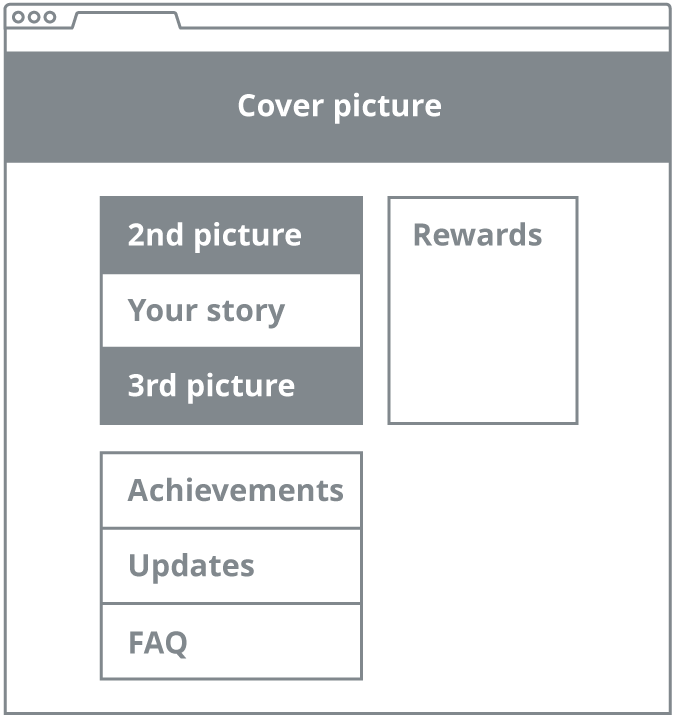 Cover picture
2nd picture
Your story
3rd picture
Rewards
Achievements
Updates
FAQ